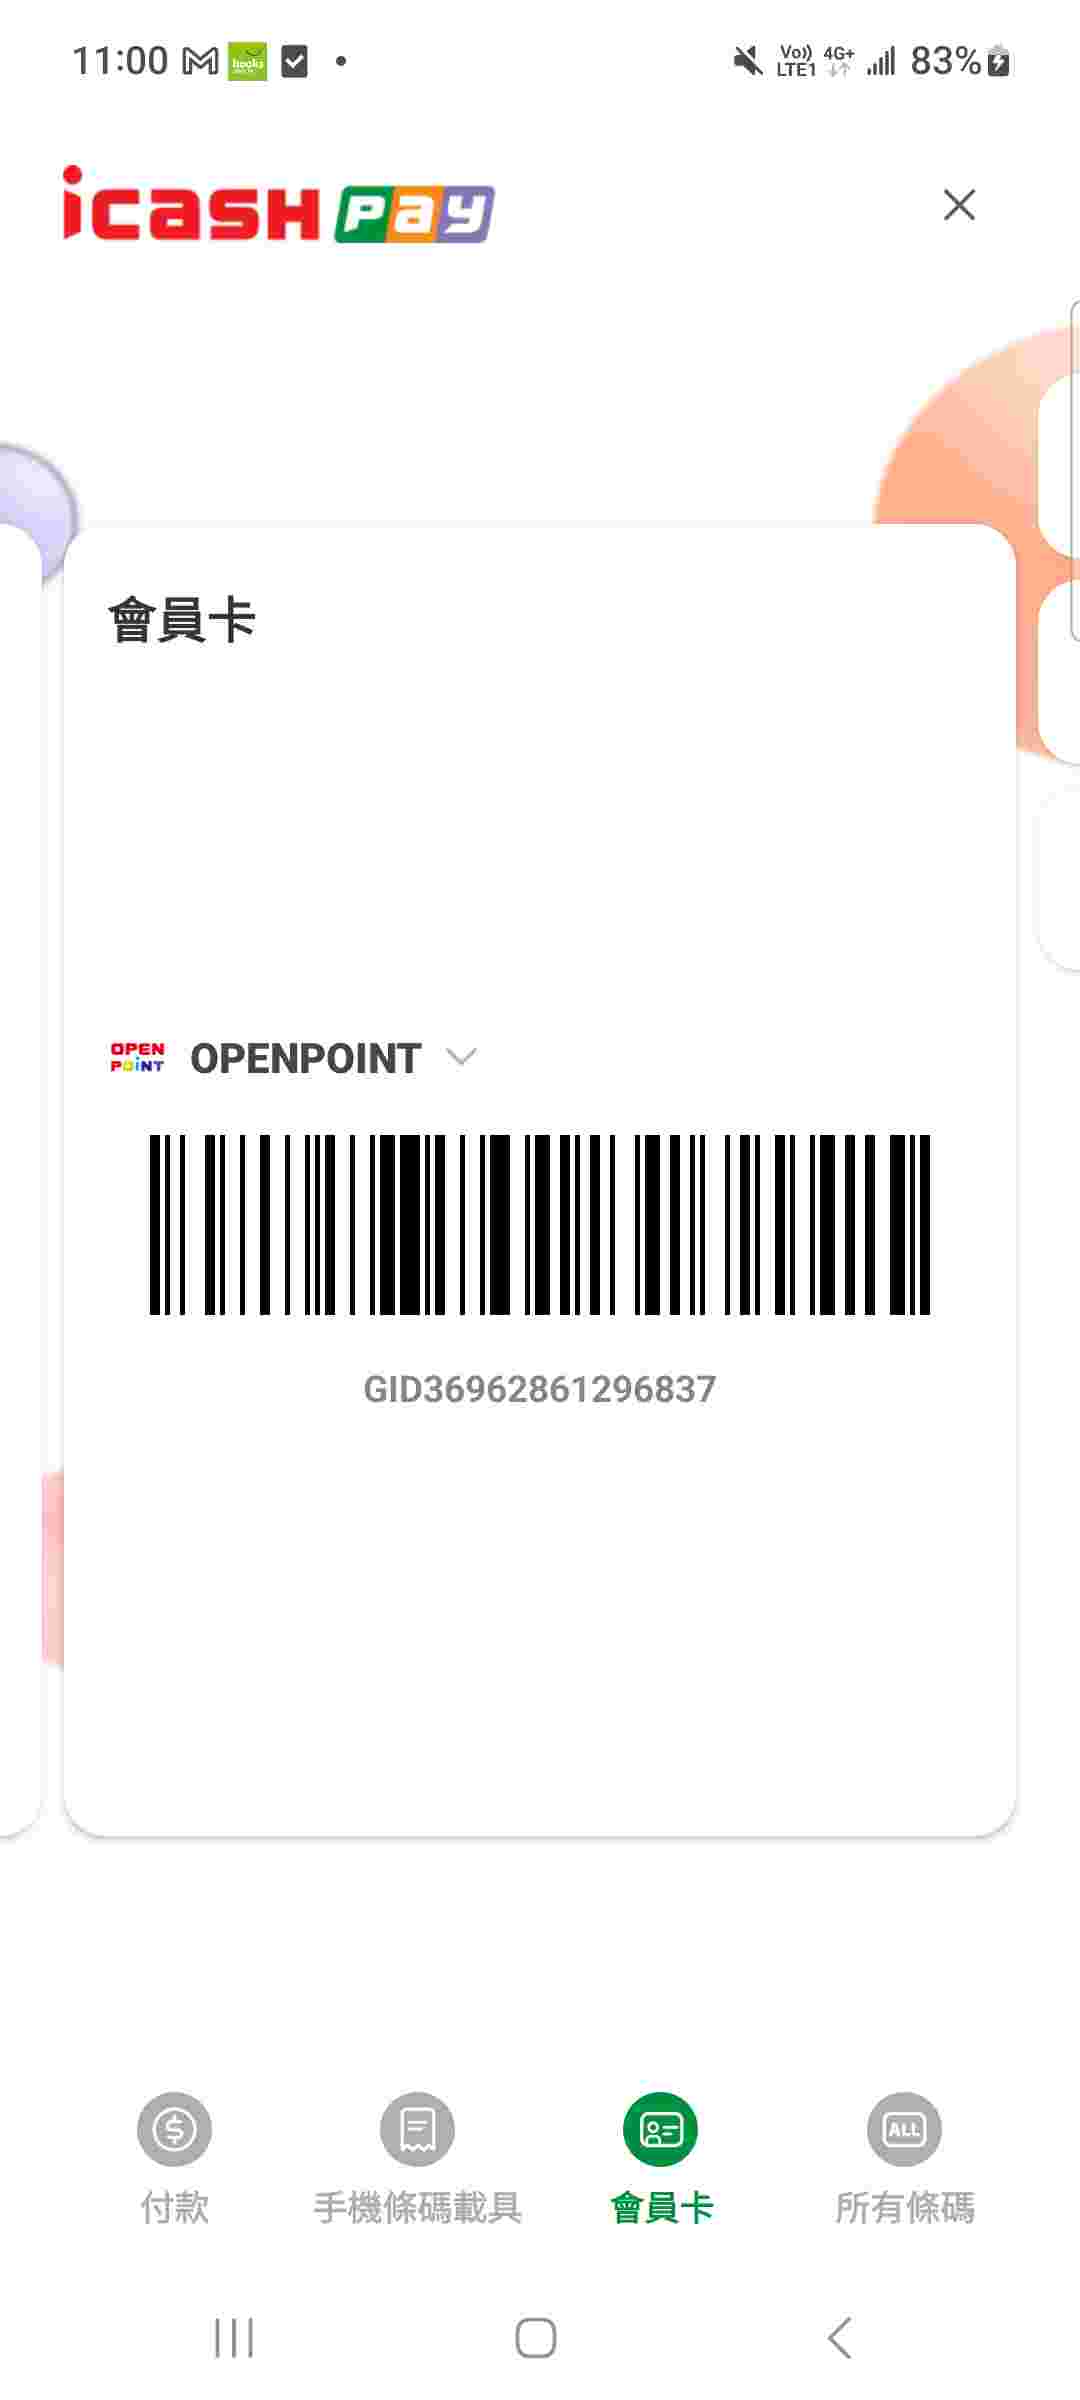 11:00
books
Vo)) LTE1 4G+ 83%
icash Pay
會員卡
OPEN POiNT OPENPOINT
GID36962861296837
ALL
付款 手機條碼載具 會員卡 所有條碼